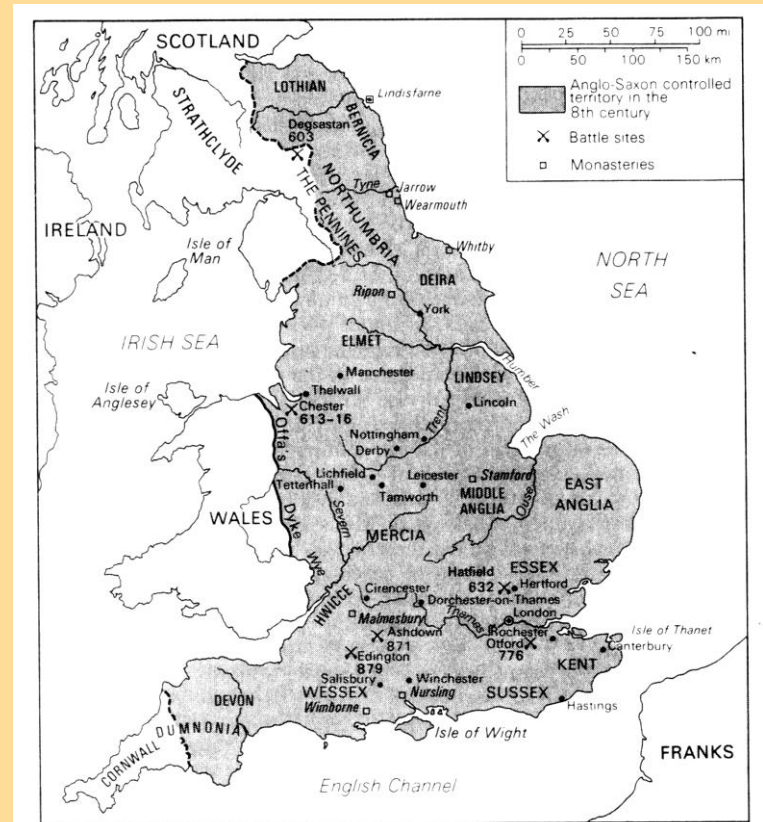 SCOTLAND
0 25 50 75 100 mi
0 50 100 150 km
Anglo-Saxon controlled
territory in the
8th century
Battle sites
Monasteries
LOTHIAN
Lindisfarne
BERNICIA
Degsastan
603
STRATHCLYDE
THE PENNINES
NORTHUMBRIA
Tyne
Jarrow
Wearmouth
IRELAND
Isle of
Man
Whitby
NORTH
SEA
DEIRA
Ripon
York
IRISH SEA
ELMET
Humber
Manchester
LINDSEY
Isle of
Anglesey
Thelwall
Chester
613-16
Lincoln
The Wash
Trent
Nottingham
Derby
Offa's
Dyke
Lichfield
Tettenhall
Tamworth
Leicester
Stamford
MIDDLE
ANGLIA
Ouse
EAST
ANGLIA
WALES
Severn
Wye
MERCIA
ESSEX
Hatfield
632
Hertford
HWICCE
Cirencester
Dorchester-on-Thames
Thames
London
Malmesbury
Ashdown
871
Rochester
Otford
776
Isle of Thanet
Canterbury
KENT
Edington
879
Salisbury
Winchester
WESSEX
Nursling
Wimborne
SUSSEX
Hastings
DEVON
DUMNONIA
CORNWALL
Isle of Wight
FRANKS
English Channel